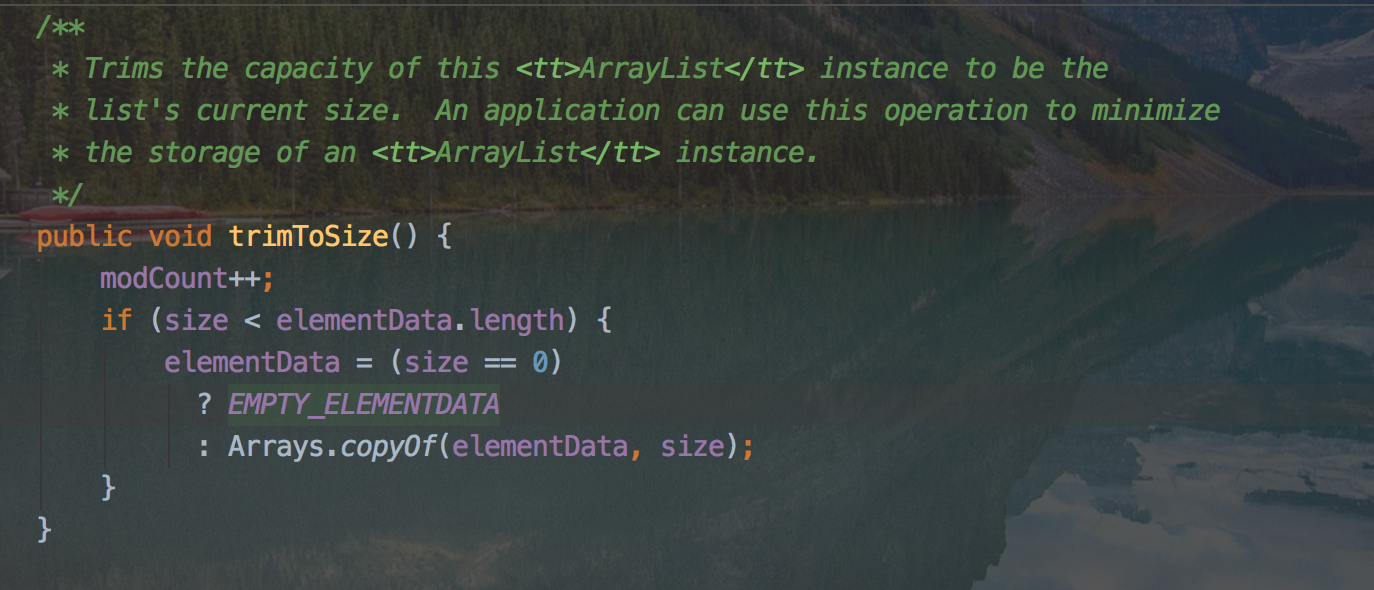 /**
 * Trims the capacity of this <tt>ArrayList</tt> instance to be the
 * list's current size.  An application can use this operation to minimize
 * the storage of an <tt>ArrayList</tt> instance.
 */
public void trimToSize() {
    modCount++;
    if (size < elementData.length) {
        elementData = (size == 0)
          ? EMPTY_ELEMENTDATA
          : Arrays.copyOf(elementData, size);
    }
}